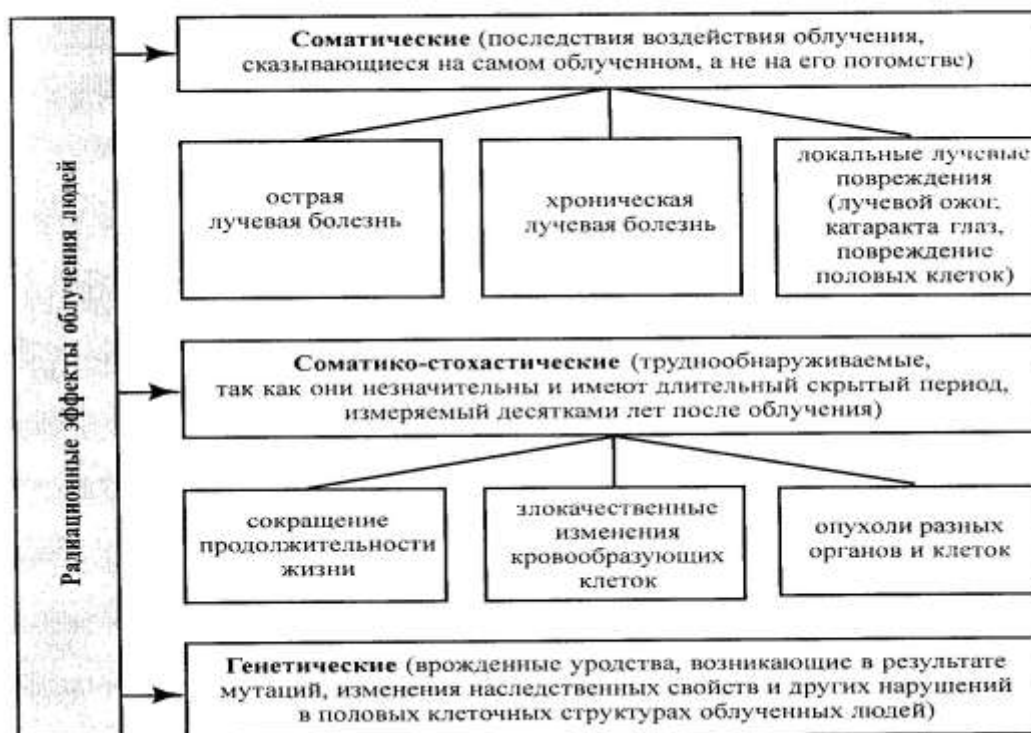 Радиационные эффекты облучения людей
Соматические (последствия воздействия облучения,
сказывающиеся на самом облученном, а не на его потомстве)
острая
лучевая болезнь
хроническая
лучевая болезнь
локальные лучевые
повреждения
(лучевой ожог,
катаракта глаз,
повреждение
половых клеток)
Соматико-стохастические (труднообнаруживаемые,
так как они незначительны и имеют длительный скрытый период,
измеряемый десятками лет после облучения)
сокращение
продолжительности
жизни
злокачественные
изменения
кровообразующих
клеток
опухоли разных
органов и клеток
Генетические (врожденные уродства, возникающие в результате
мутаций, изменения наследственных свойств и других нарушений
в половых клеточных структурах облученных людей)